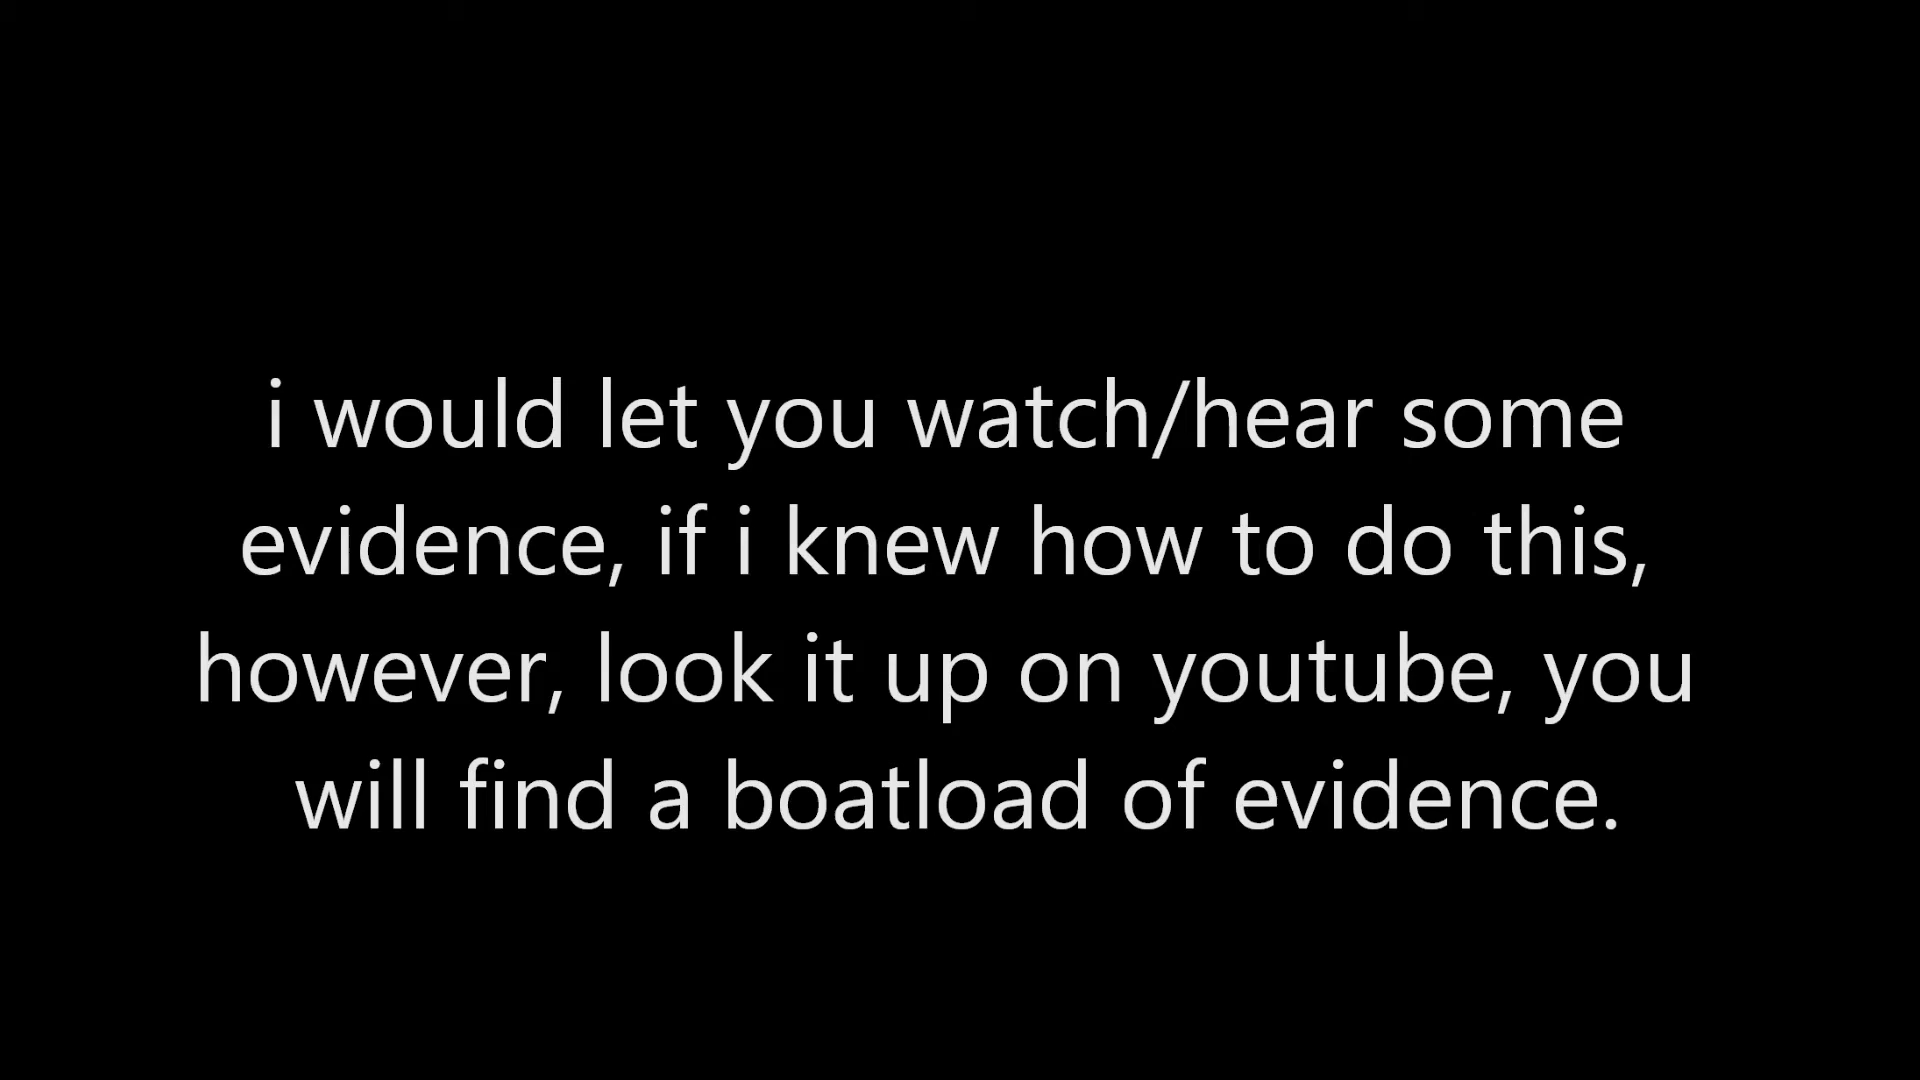 i would let you watch/hear some
evidence, if i knew how to do this,
however, look it up on youtube, you
will find a boatload of evidence.